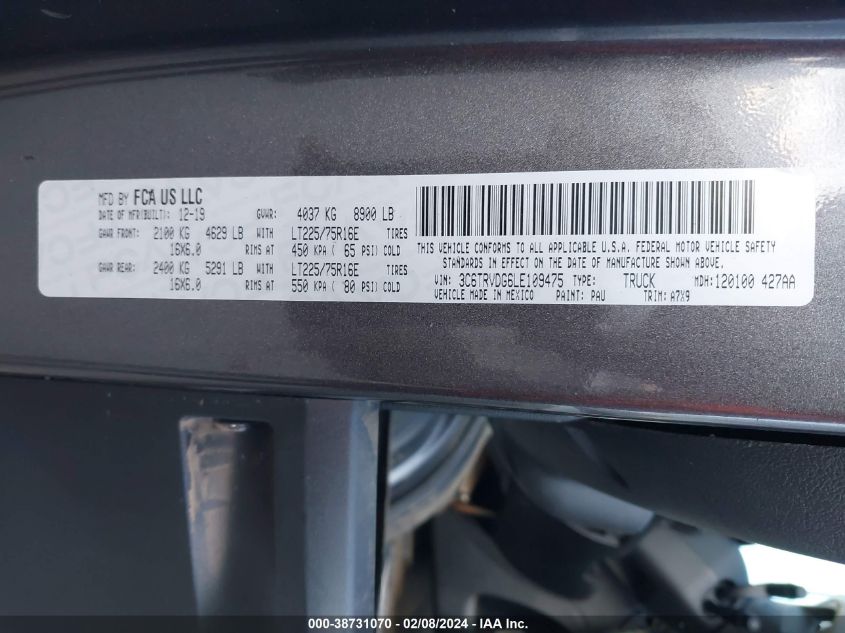 MFD BY FCA US LLC
DATE OF MFR(BUILT): 12-19 GVWR: 4037 KG 8900 LB
GAWR FRONT: 2100 KG 4629 LB WITH LT225/75R16E TIRES
16X6.0 RIMS AT 450 KPA ( 65 PSI) COLD
GAWR REAR: 2400 KG 5291 LB WITH LT225/75R16E TIRES
16X6.0 RIMS AT 550 KPA ( 80 PSI) COLD
THIS VEHICLE CONFORMS TO ALL APPLICABLE U.S.A. FEDERAL MOTOR VEHICLE SAFETY
STANDARDS IN EFFECT ON THE DATE OF MANUFACTURE SHOWN ABOVE.
VIN: 3C6TRVDG6LE109475 TYPE: TRUCK MDH: 120100 427AA
VEHICLE MADE IN MEXICO PAINT: PAU TRIM: A7X9
000-38731070 - 02/08/2024 - IAA Inc.